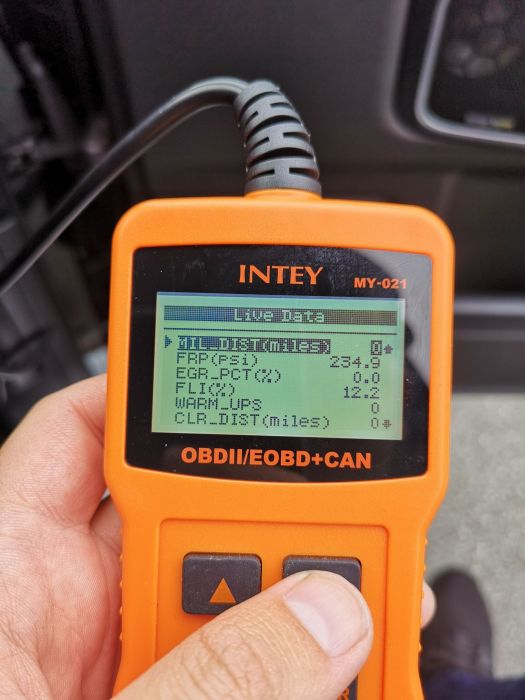 INTEY
MY-021
Live Data
MIL_DIST(miles) 0
FRP(psi) 234.9
EGR_PCT(%) 0.0
FLI(%) 12.2
WARM_UPS 0
CLR_DIST(miles) 0
OBDII/EOBD+CAN